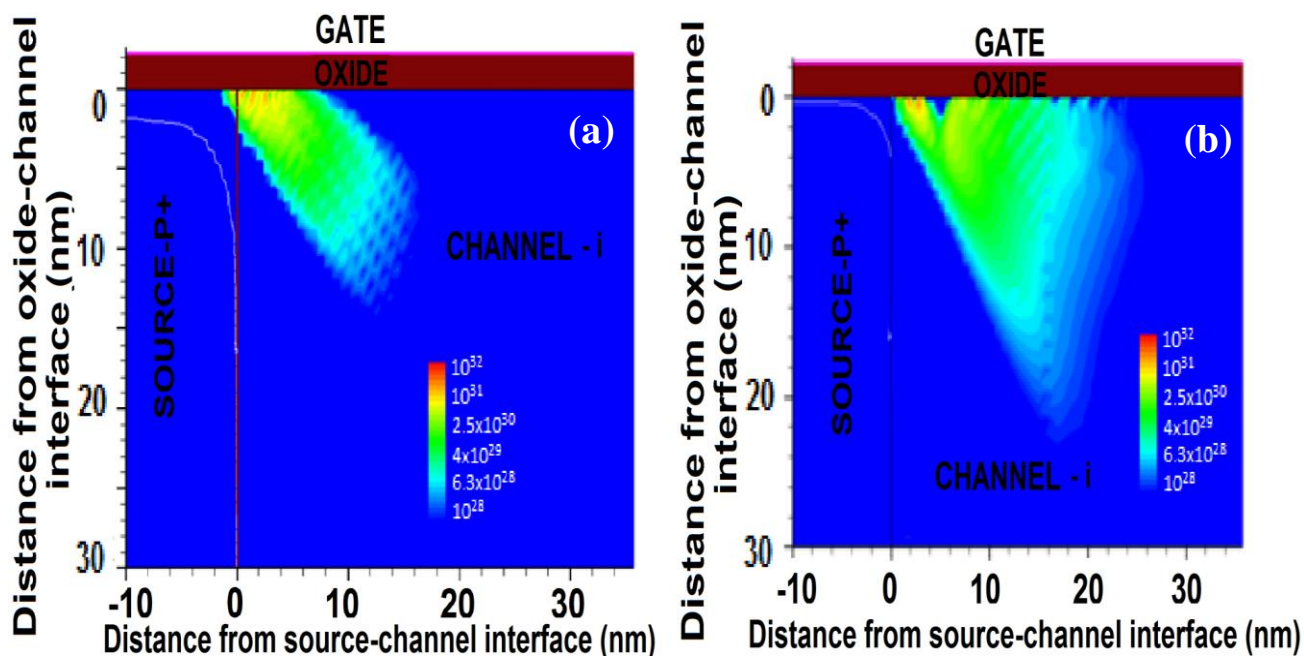 GATE
OXIDE
(a)
Distance from oxide-channel
interface (nm)
0
10
20
30
SOURCE-P+
CHANNEL - i
10³²
10³¹
2.5x10³⁰
4x10²⁹
6.3x10²⁸
10²⁸
-10 0 10 20 30
Distance from source-channel interface (nm)
GATE
OXIDE
(b)
Distance from oxide-channel
interface (nm)
0
10
20
30
SOURCE-P+
CHANNEL - i
10³²
10³¹
2.5x10³⁰
4x10²⁹
6.3x10²⁸
10²⁸
-10 0 10 20 30
Distance from source-channel interface (nm)